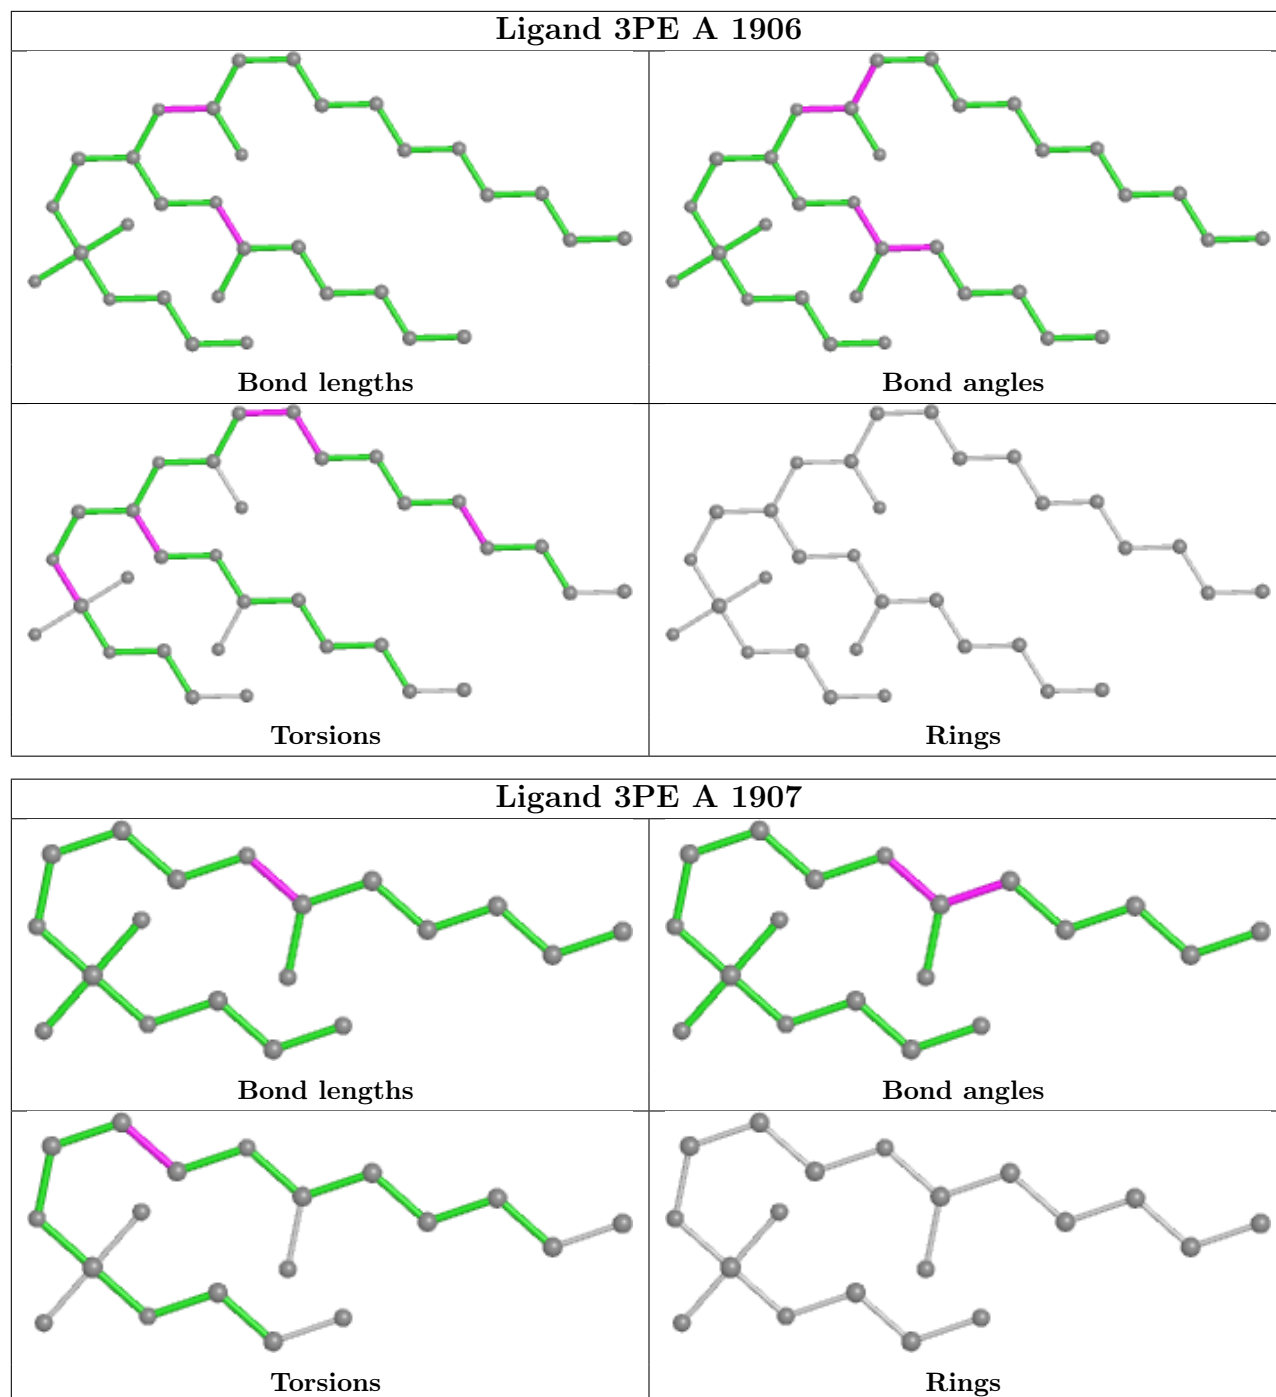 Ligand 3PE A 1906
Bond lengths
Bond angles
Torsions
Rings
Ligand 3PE A 1907
Bond lengths
Bond angles
Torsions
Rings